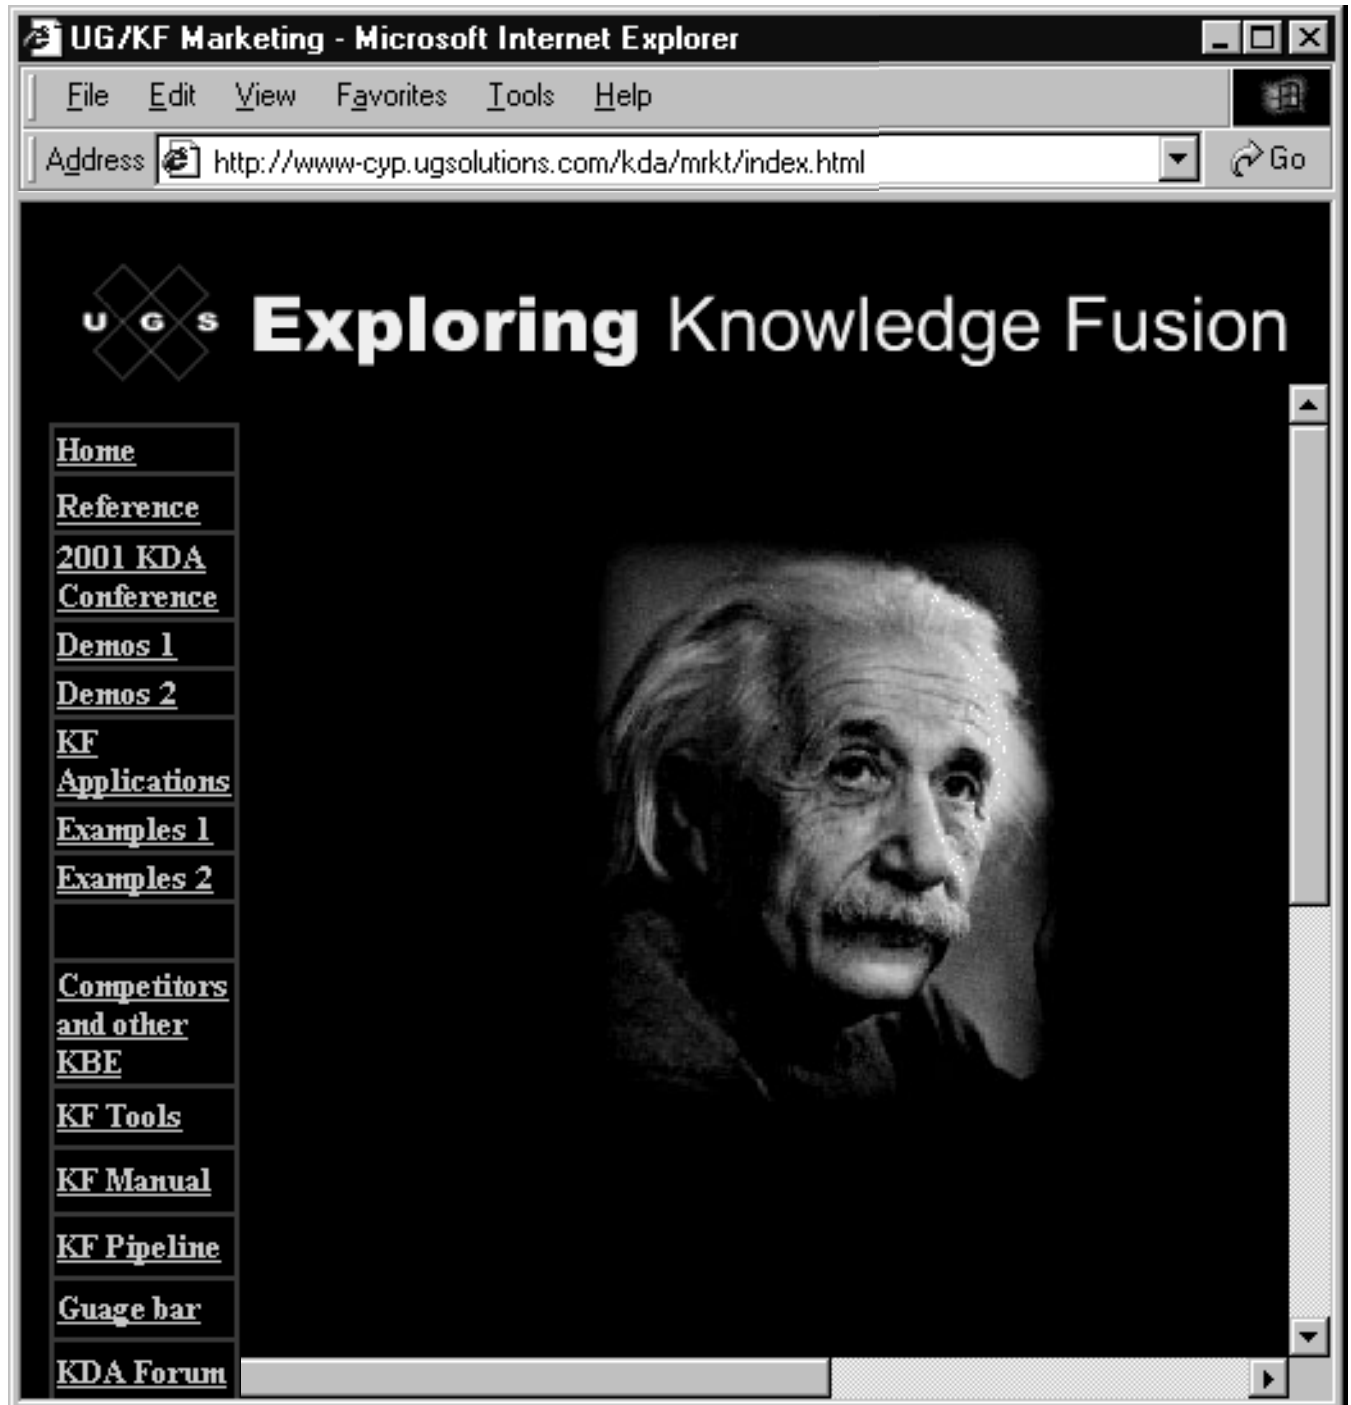 UG/KF Marketing - Microsoft Internet Explorer
File Edit View Favorites Tools Help
Address http://www-cyp.ugsolutions.com/kda/mrkt/index.html Go
U G S Exploring Knowledge Fusion
Home
Reference
2001 KDA
Conference
Demos 1
Demos 2
KF
Applications
Examples 1
Examples 2
Competitors
and other
KBE
KF Tools
KF Manual
KF Pipeline
Guage bar
KDA Forum